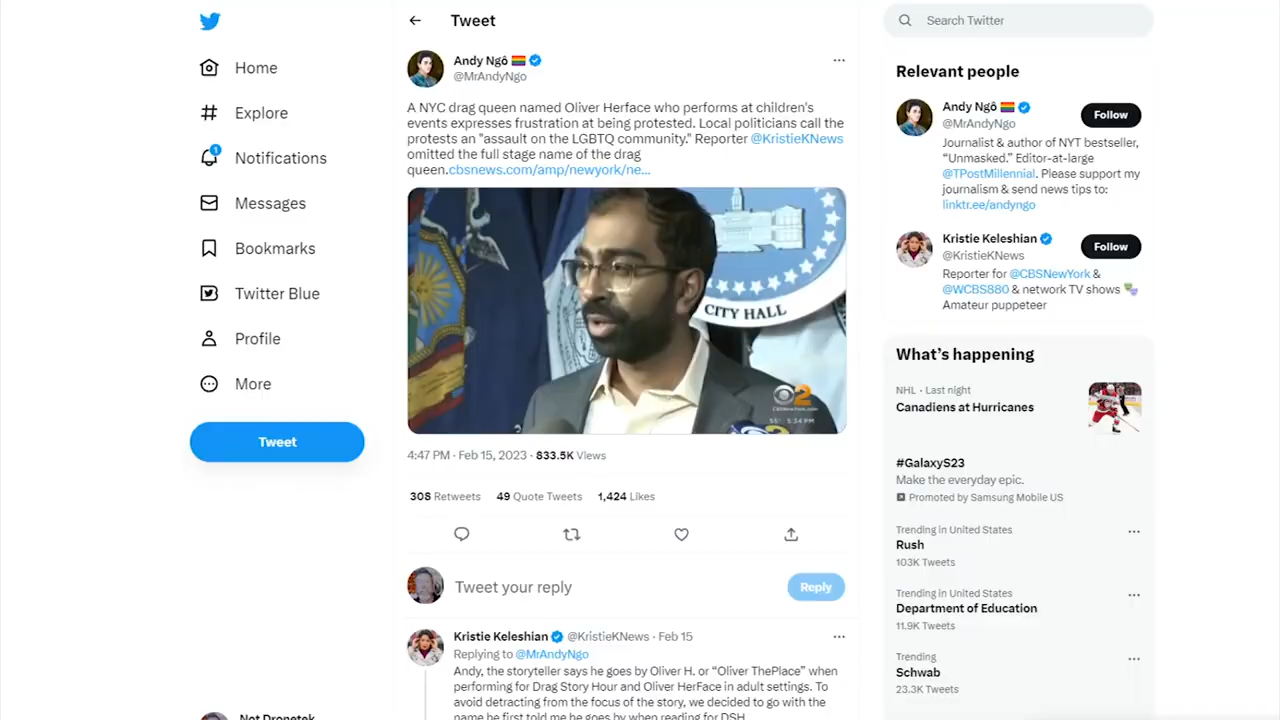 Tweet
Search Twitter
Home
Explore
1
Notifications
Messages
Bookmarks
Twitter Blue
Profile
More
Tweet
Andy Ngô
@MrAndyNgo
A NYC drag queen named Oliver Herface who performs at children's
events expresses frustration at being protested. Local politicians call the
protests an "assault on the LGBTQ community." Reporter @KristieKNews
omitted the full stage name of the drag
queen.cbsnews.com/amp/newyork/ne...
CITY HALL
2
CBSNewYork.com
55° 5:34 PM
4:47 PM · Feb 15, 2023 · 833.5K Views
308 Retweets 49 Quote Tweets 1,424 Likes
Tweet your reply
Reply
Kristie Keleshian @KristieKNews · Feb 15
Replying to @MrAndyNgo
Andy, the storyteller says he goes by Oliver H. or “Oliver ThePlace” when
performing for Drag Story Hour and Oliver HerFace in adult settings. To
avoid detracting from the focus of the story, we decided to go with the
name he first told me he goes by when reading for DSH.
Relevant people
Andy Ngô
@MrAndyNgo
Follow
Journalist & author of NYT bestseller,
“Unmasked.” Editor-at-large
@TPostMillennial. Please support my
journalism & send news tips to:
linktr.ee/andyngo
Kristie Keleshian
@KristieKNews
Follow
Reporter for @CBSNewYork &
@WCBS880 & network TV shows
Amateur puppeteer
What’s happening
NHL · Last night
Canadiens at Hurricanes
#GalaxyS23
Make the everyday epic.
Promoted by Samsung Mobile US
Trending in United States
Rush
103K Tweets
Trending in United States
Department of Education
11.9K Tweets
Trending
Schwab
23.3K Tweets
Not Dronetek